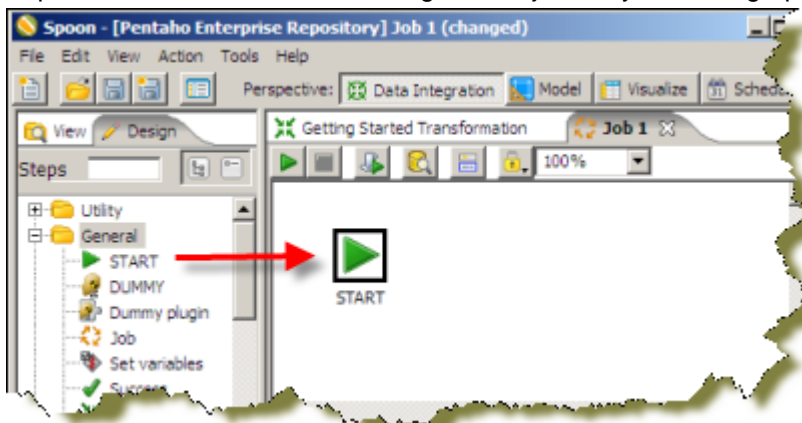 Spoon - [Pentaho Enterprise Repository] Job 1 (changed)
File Edit View Action Tools Help
Perspective: Data Integration Model Visualize
View Design
Getting Started Transformation Job 1
Steps
100%
Utility
General
START
DUMMY
Dummy plugin
Job
Set variables
Success
START